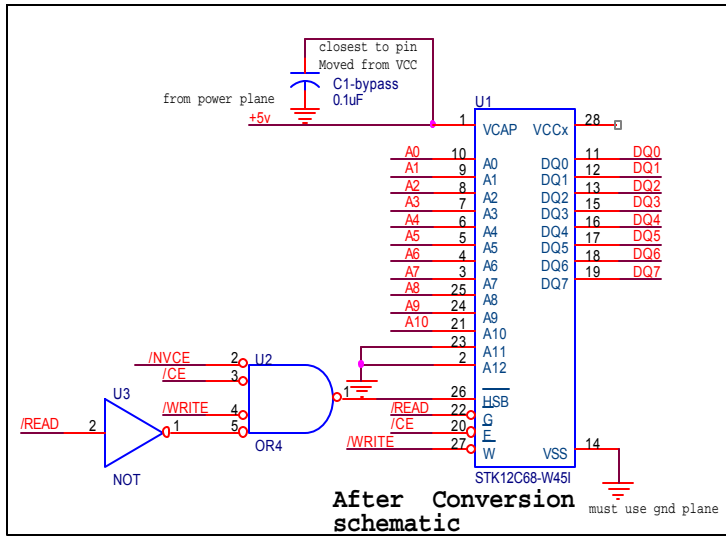 closest to pin
Moved from VCC
C1-bypass
0.1uF
from power plane
+5v
U1
1 VCAP VCCx 28
A0 10 A0 DQ0 11 DQ0
A1 9 A1 DQ1 12 DQ1
A2 8 A2 DQ2 13 DQ2
A3 7 A3 DQ3 15 DQ3
A4 6 A4 DQ4 16 DQ4
A5 5 A5 DQ5 17 DQ5
A6 4 A6 DQ6 18 DQ6
A7 3 A7 DQ7 19 DQ7
A8 25 A8
A9 24 A9
A10 21 A10
23 A11
2 A12
26 HSB
/READ 22 G
/CE 20 E
/WRITE 27 W
VSS 14
STK12C68-W45I
/NVCE 2 U2
/CE 3
1
/WRITE 4
5
OR4
U3
/READ 2 1
NOT
must use gnd plane
After Conversion
schematic